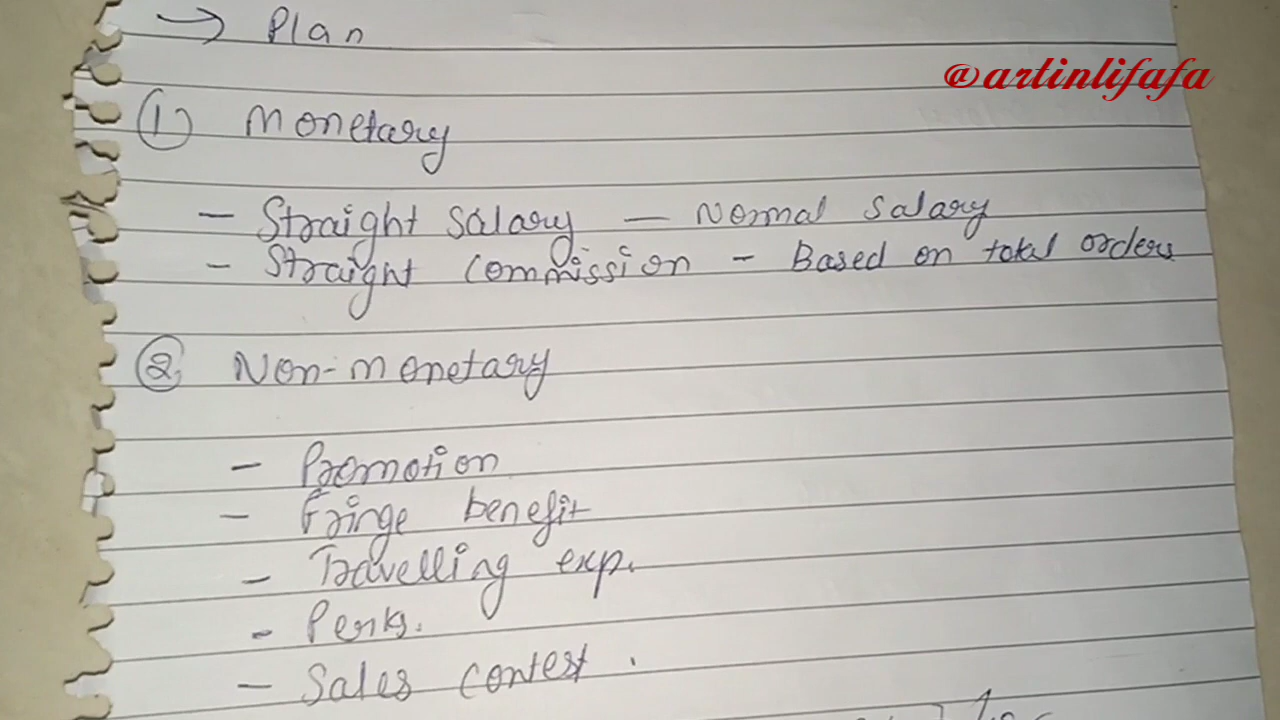 → Plan
@artinlifafa
① Monetary
- Straight salary - Normal salary
- Straight commission - Based on total orders
② Non-monetary
- Promotion
- Fringe benefit
- Travelling exp.
- Perks.
- Sales contest.